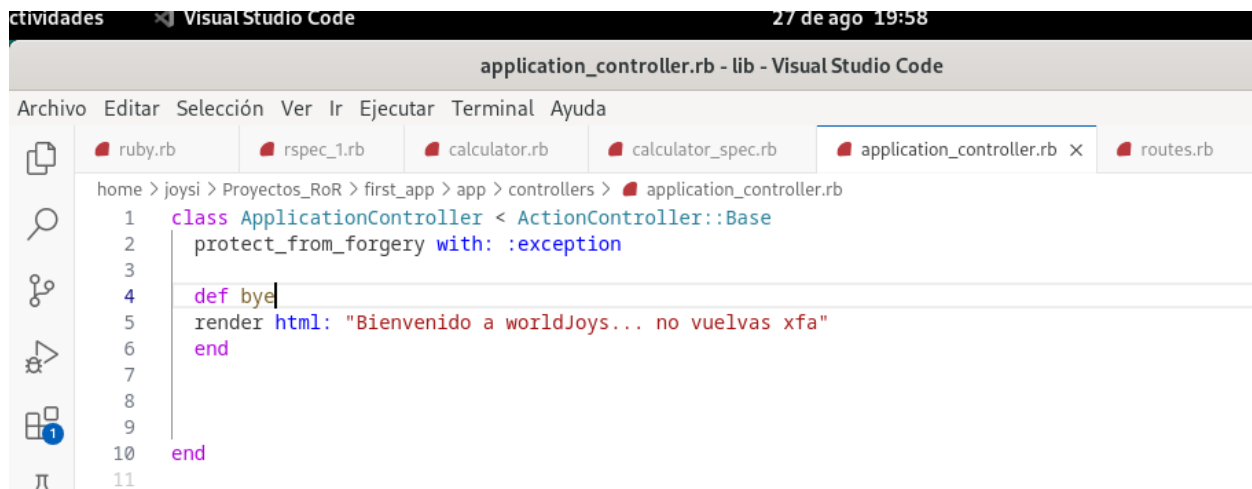 ctividades Visual Studio Code 27 de ago 19:58
application_controller.rb - lib - Visual Studio Code
Archivo Editar Selección Ver Ir Ejecutar Terminal Ayuda
ruby.rb rspec_1.rb calculator.rb calculator_spec.rb application_controller.rb × routes.rb
home > joysi > Proyectos_RoR > first_app > app > controllers > application_controller.rb
1 class ApplicationController < ActionController::Base
2 protect_from_forgery with: :exception
3
4 def bye
5 render html: "Bienvenido a worldJoys... no vuelvas xfa"
6 end
7
8
9
10 end
11
1